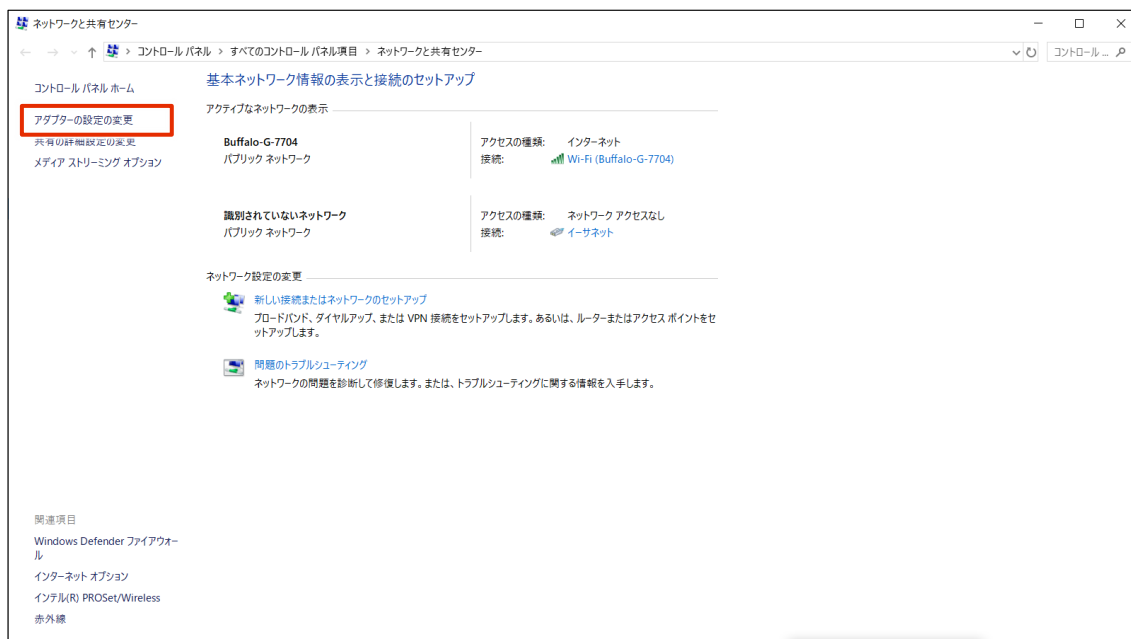 ネットワークと共有センター
コントロール パネル › すべてのコントロール パネル項目 › ネットワークと共有センター
コントロール ...
コントロール パネル ホーム
アダプターの設定の変更
共有の詳細設定の変更
メディア ストリーミング オプション
基本ネットワーク情報の表示と接続のセットアップ
アクティブなネットワークの表示
Buffalo-G-7704
パブリック ネットワーク
アクセスの種類: インターネット
接続: Wi-Fi (Buffalo-G-7704)
識別されていないネットワーク
パブリック ネットワーク
アクセスの種類: ネットワーク アクセスなし
接続: イーサネット
ネットワーク設定の変更
新しい接続またはネットワークのセットアップ
ブロードバンド、ダイヤルアップ、または VPN 接続をセットアップします。あるいは、ルーターまたはアクセス ポイントをセ
ットアップします。
問題のトラブルシューティング
ネットワークの問題を診断して修復します。または、トラブルシューティングに関する情報を入手します。
関連項目
Windows Defender ファイアウォー
ル
インターネット オプション
インテル(R) PROSet/Wireless
赤外線